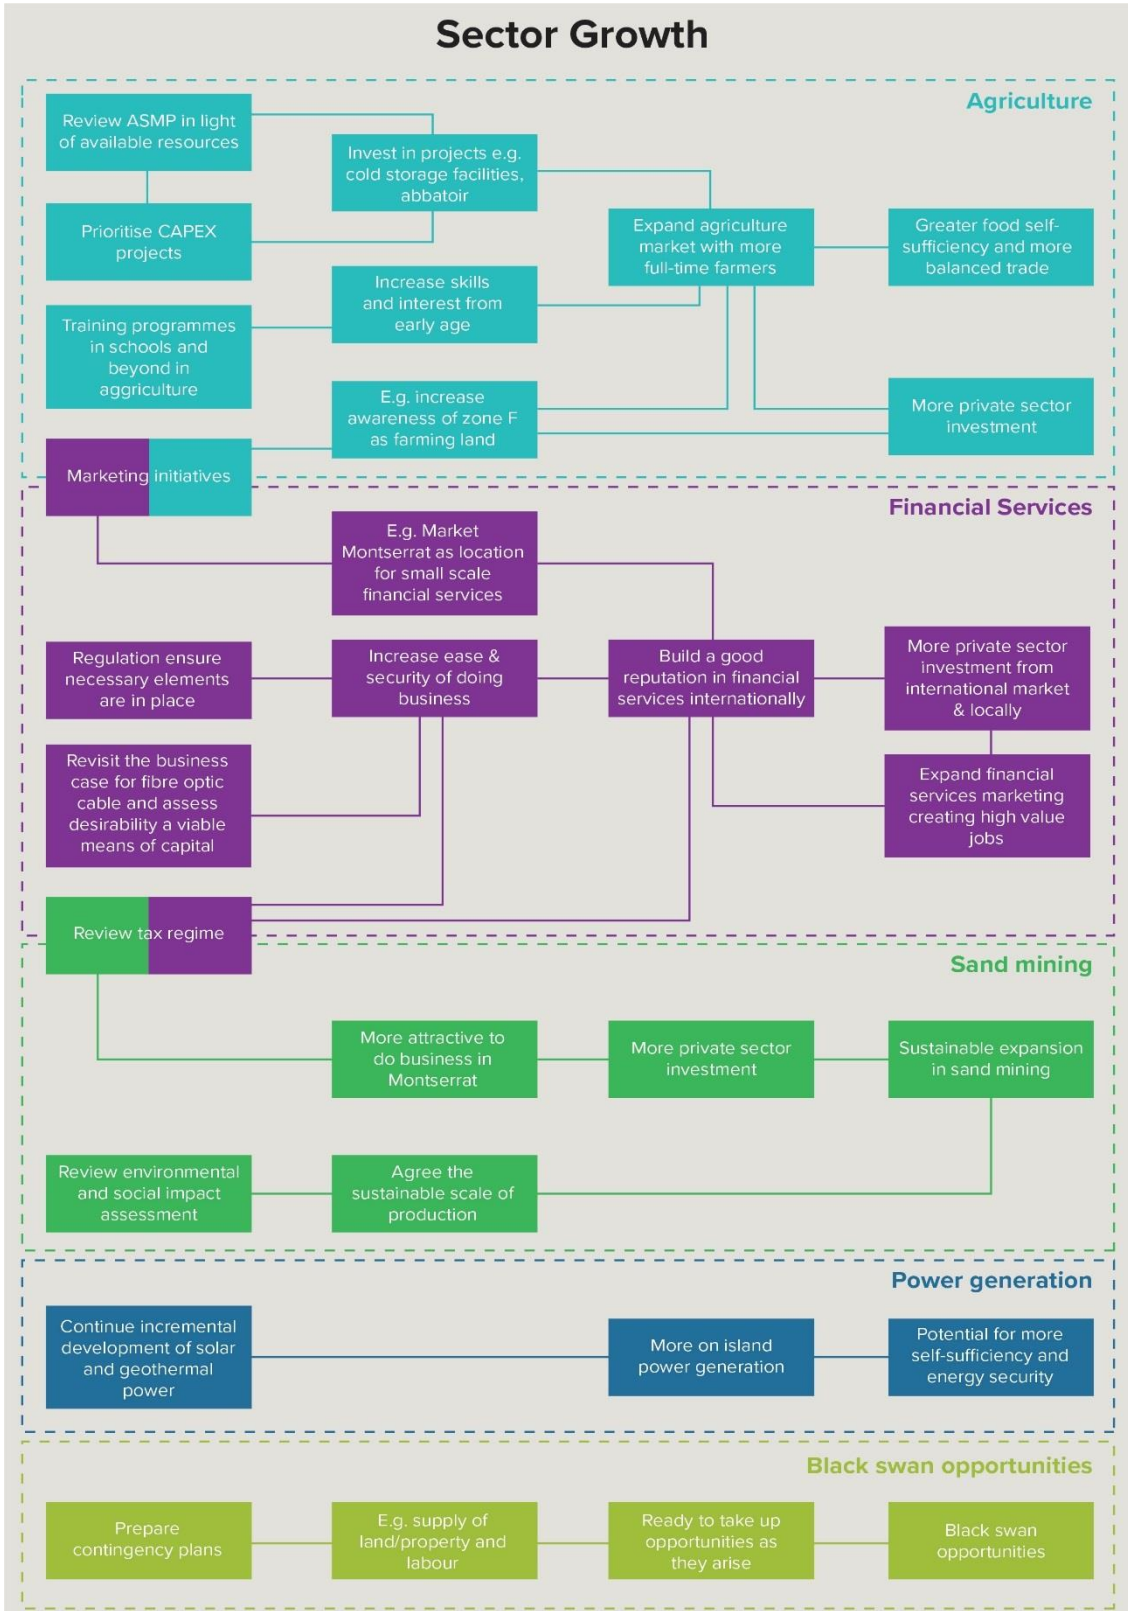 Sector Growth
Agriculture
Review ASMP in light
of available resources
Invest in projects e.g.
cold storage facilities,
abbatoir
Prioritise CAPEX
projects
Expand agriculture
market with more
full-time farmers
Greater food self-
sufficiency and more
balanced trade
Increase skills
and interest from
early age
Training programmes
in schools and
beyond in
aggriculture
E.g. increase
awareness of zone F
as farming land
More private sector
investment
Marketing initiatives
Financial Services
E.g. Market
Montserrat as location
for small scale
financial services
Regulation ensure
necessary elements
are in place
Increase ease &
security of doing
business
Build a good
reputation in financial
services internationally
More private sector
investment from
international market
& locally
Revisit the business
case for fibre optic
cable and assess
desirability a viable
means of capital
Expand financial
services marketing
creating high value
jobs
Review tax regime
Sand mining
More attractive to
do business in
Montserrat
More private sector
investment
Sustainable expansion
in sand mining
Review environmental
and social impact
assessment
Agree the
sustainable scale of
production
Power generation
Continue incremental
development of solar
and geothermal
power
More on island
power generation
Potential for more
self-sufficiency and
energy security
Black swan opportunities
Prepare
contingency plans
E.g. supply of
land/property and
labour
Ready to take up
opportunities as
they arise
Black swan
opportunities